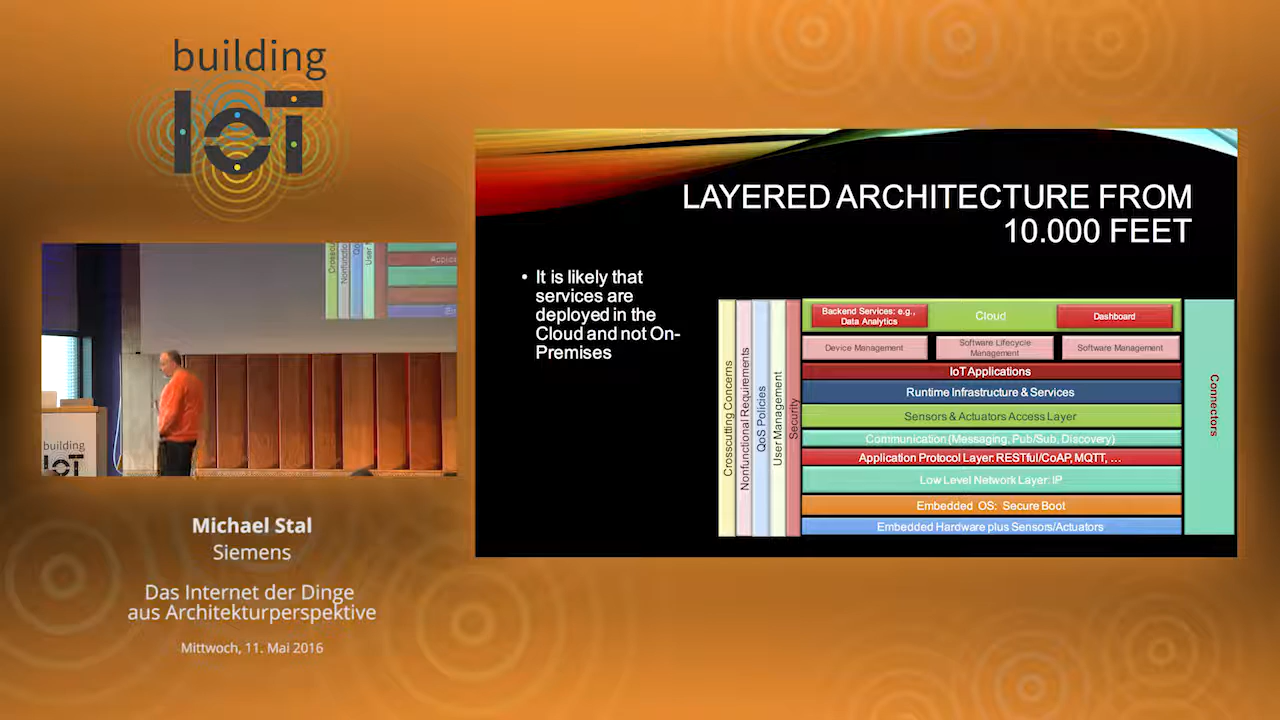 building
IoT
LAYERED ARCHITECTURE FROM
10.000 FEET
• It is likely that
services are
deployed in the
Cloud and not On-
Premises
Crosscutting Concerns
Nonfunctional Requirements
QoS Policies
User Management
Security
Backend Services: e.g.,
Data Analytics
Cloud
Dashboard
Device Management
Software Lifecycle
Management
Software Management
IoT Applications
Runtime Infrastructure & Services
Sensors & Actuators Access Layer
Communication (Messaging, Pub/Sub, Discovery)
Application Protocol Layer: RESTful/CoAP, MQTT, …
Low Level Network Layer: IP
Embedded OS: Secure Boot
Embedded Hardware plus Sensors/Actuators
Connectors
building
IoT
Michael Stal
Siemens
Das Internet der Dinge
aus Architekturperspektive
Mittwoch, 11. Mai 2016